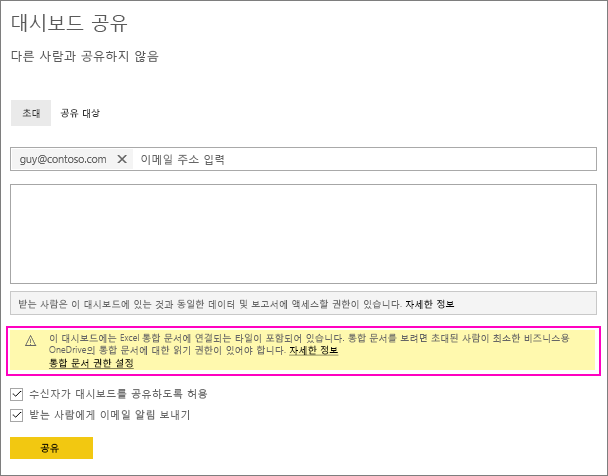 대시보드 공유
다른 사람과 공유하지 않음
초대 공유 대상
guy@contoso.com 이메일 주소 입력
받는 사람은 이 대시보드에 있는 것과 동일한 데이터 및 보고서에 액세스할 권한이 있습니다. 자세한 정보
이 대시보드에는 Excel 통합 문서에 연결되는 타일이 포함되어 있습니다. 통합 문서를 보려면 초대된 사람이 최소한 비즈니스용
OneDrive의 통합 문서에 대한 읽기 권한이 있어야 합니다. 자세한 정보
통합 문서 권한 설정
수신자가 대시보드를 공유하도록 허용
받는 사람에게 이메일 알림 보내기
공유